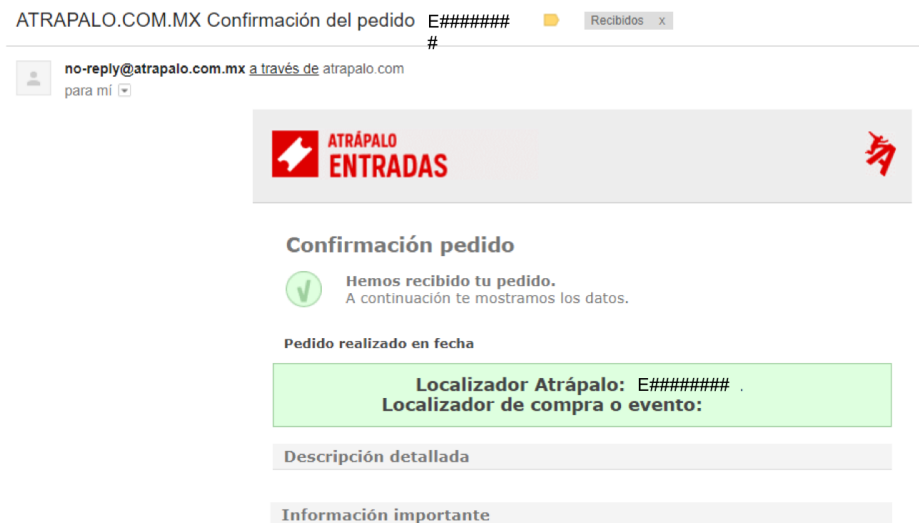 ATRAPALO.COM.MX Confirmación del pedido E########
#
Recibidos x
no-reply@atrapalo.com.mx a través de atrapalo.com
para mí
ATRÁPALO
ENTRADAS
Confirmación pedido
Hemos recibido tu pedido.
A continuación te mostramos los datos.
Pedido realizado en fecha
Localizador Atrápalo: E######## .
Localizador de compra o evento:
Descripción detallada
Información importante